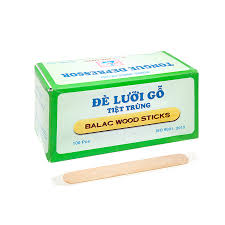 TONGUE DEPRESSOR
ĐÈ LƯỠI GỖ
TIỆT TRÙNG
BALAC WOOD STICKS
100 Pcs
ISO 9001 : 2015